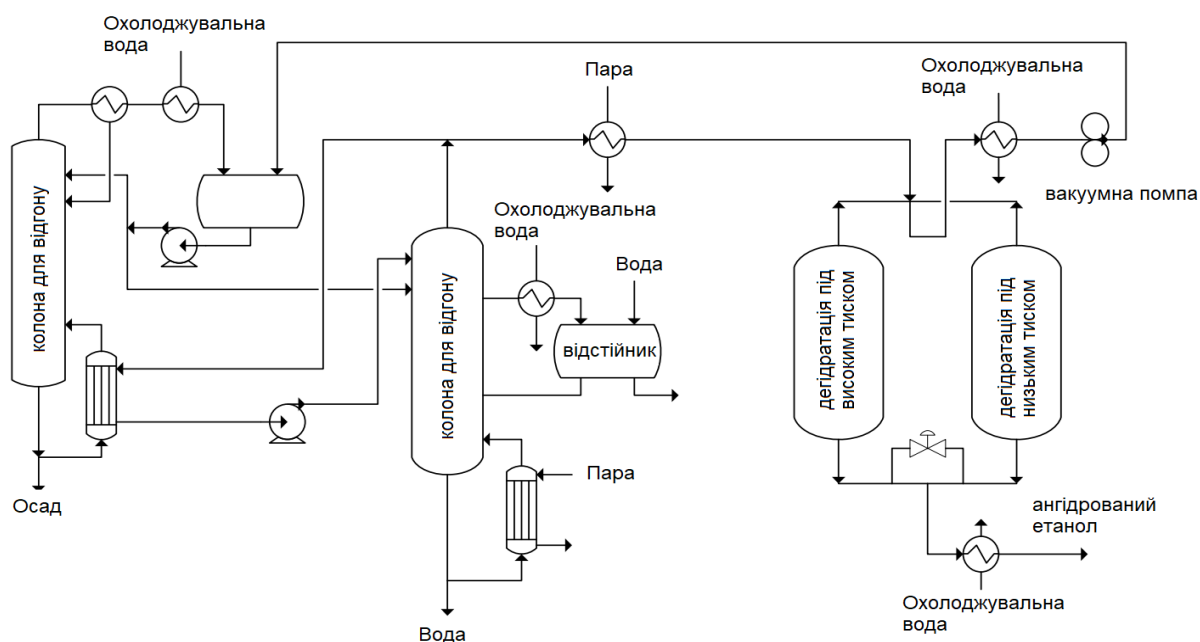 Охолоджувальна
вода
Пара
Охолоджувальна
вода
вакуумна помпа
колона для відгону
Охолоджувальна
вода
Вода
колона для відгону
відстійник
дегідратація під
високим тиском
дегідратація під
низьким тиском
Пара
Осад
ангідрований
етанол
Охолоджувальна
вода
Вода